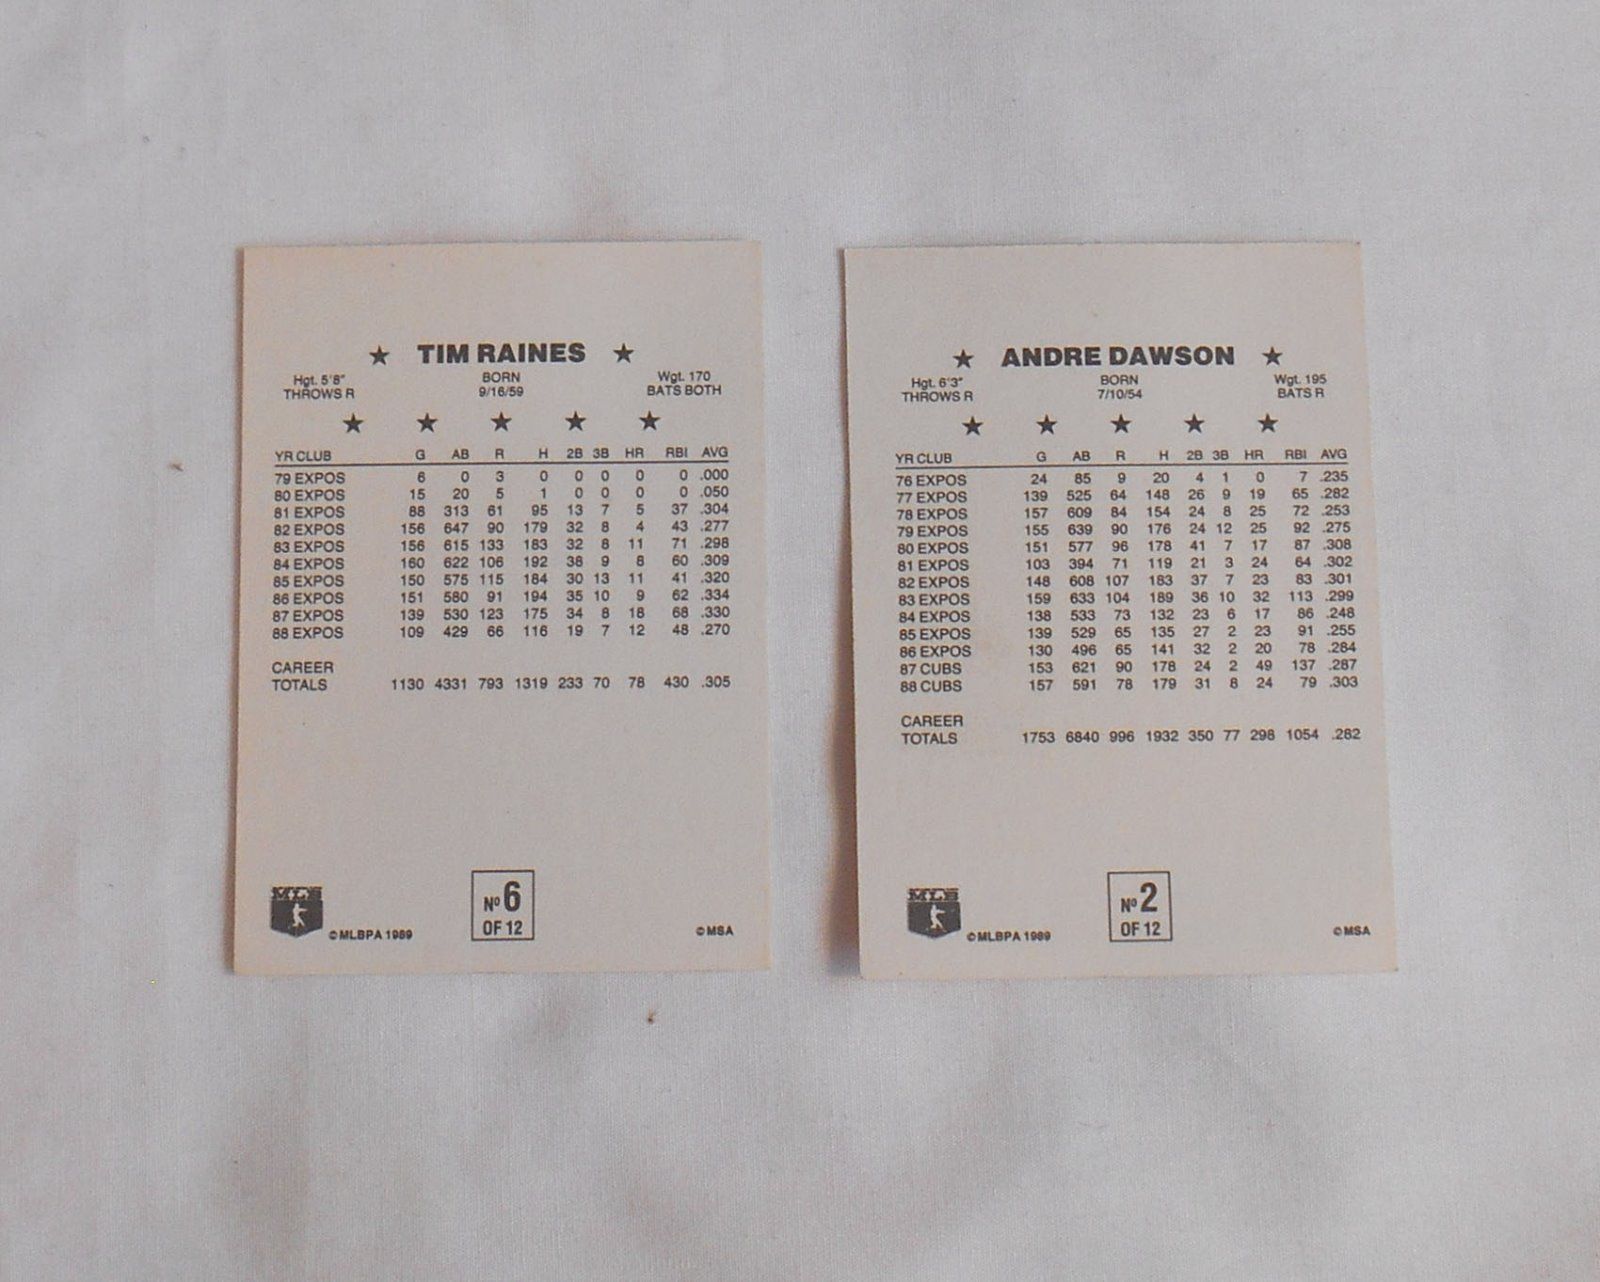 TIM RAINES
Hgt. 5'8" BORN Wgt. 170
THROWS R 9/16/59 BATS BOTH
YR CLUB G AB R H 2B 3B HR RBI AVG
79 EXPOS 6 0 3 0 0 0 0 0 .000
80 EXPOS 15 20 5 1 0 0 0 0 .050
81 EXPOS 88 313 61 95 13 7 5 37 .304
82 EXPOS 156 647 90 179 32 8 4 43 .277
83 EXPOS 156 615 133 183 32 8 11 71 .298
84 EXPOS 160 622 106 192 38 9 8 60 .309
85 EXPOS 150 575 115 184 30 13 11 41 .320
86 EXPOS 151 580 91 194 35 10 9 62 .334
87 EXPOS 139 530 123 175 34 8 18 68 .330
88 EXPOS 109 429 66 116 19 7 12 48 .270
CAREER
TOTALS 1130 4331 793 1319 233 70 78 430 .305
MLB
©MLBPA 1989
Nº 6
OF 12
©MSA
ANDRE DAWSON
Hgt. 6'3" BORN Wgt. 195
THROWS R 7/10/54 BATS R
YR CLUB G AB R H 2B 3B HR RBI AVG
76 EXPOS 24 85 9 20 4 1 0 7 .235
77 EXPOS 139 525 64 148 26 9 19 65 .282
78 EXPOS 157 609 84 154 24 8 25 72 .253
79 EXPOS 155 639 90 176 24 12 25 92 .275
80 EXPOS 151 577 96 178 41 7 17 87 .308
81 EXPOS 103 394 71 119 21 3 24 64 .302
82 EXPOS 148 608 107 183 37 7 23 83 .301
83 EXPOS 159 633 104 189 36 10 32 113 .299
84 EXPOS 138 533 73 132 23 6 17 86 .248
85 EXPOS 139 529 65 135 27 2 23 91 .255
86 EXPOS 130 496 65 141 32 2 20 78 .284
87 CUBS 153 621 90 178 24 2 49 137 .287
88 CUBS 157 591 78 179 31 8 24 79 .303
CAREER
TOTALS 1753 6840 996 1932 350 77 298 1054 .282
MLB
©MLBPA 1989
Nº 2
OF 12
©MSA